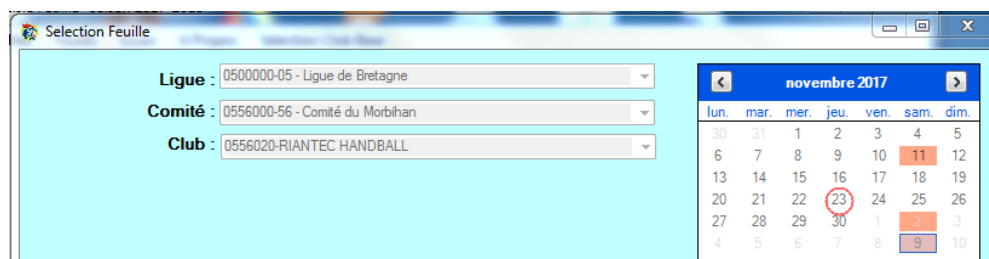 Selection Feuille
Ligue : 0500000-05 - Ligue de Bretagne
Comité : 0556000-56 - Comité du Morbihan
Club : 0556020-RIANTEC HANDBALL
novembre 2017
lun. mar. mer. jeu. ven. sam. dim.
30 31 1 2 3 4 5
6 7 8 9 10 11 12
13 14 15 16 17 18 19
20 21 22 23 24 25 26
27 28 29 30 1 2 3
4 5 6 7 8 9 10